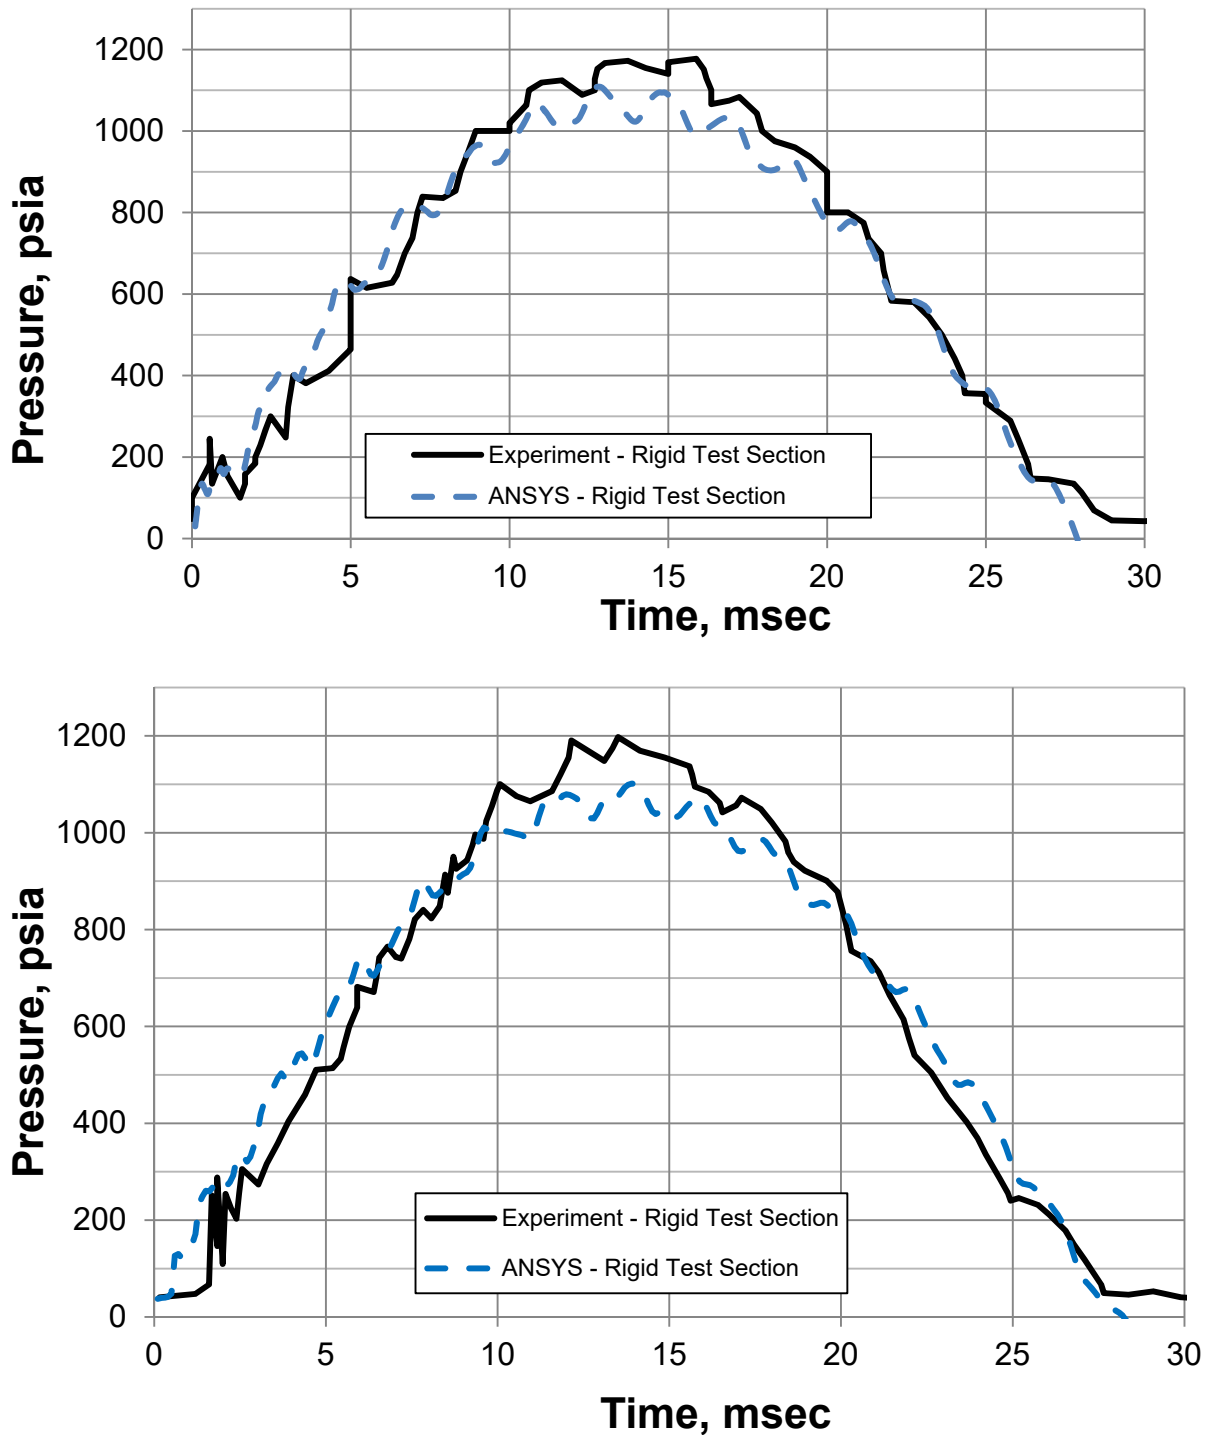 1200
1000
800
600
400
200
0
Pressure, psia
Experiment - Rigid Test Section
ANSYS - Rigid Test Section
0 5 10 15 20 25 30
Time, msec
1200
1000
800
600
400
200
0
Pressure, psia
Experiment - Rigid Test Section
ANSYS - Rigid Test Section
0 5 10 15 20 25 30
Time, msec